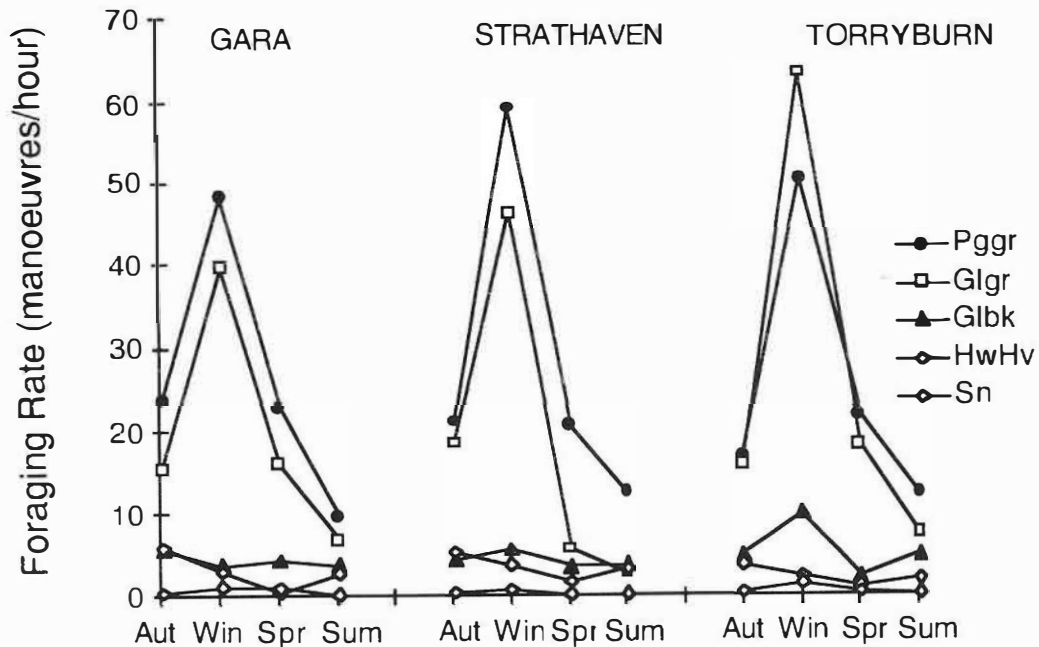 Foraging Rate (manoeuvres/hour)
70
60
50
40
30
20
10
0
GARA
STRATHAVEN
TORRYBURN
Pggr
Glgr
Glbk
HwHv
Sn
Aut Win Spr Sum
Aut Win Spr Sum
Aut Win Spr Sum